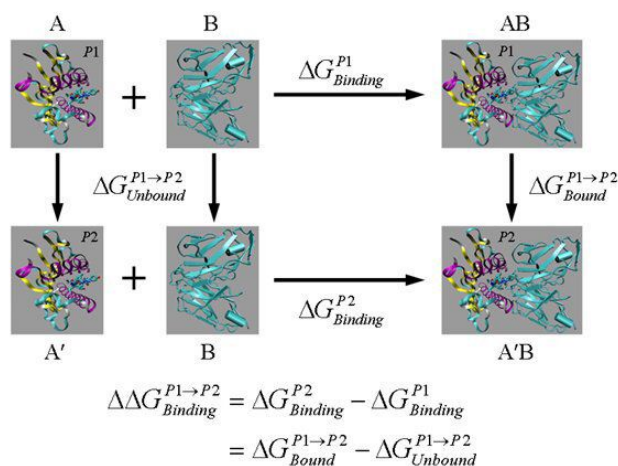 A B AB
P1 + P1
ΔG^{P1→P2}_{Unbound} ΔG^{P1}_{Binding} ΔG^{P1→P2}_{Bound}
P2 + P2
ΔG^{P2}_{Binding}
A′ B A′B
ΔΔG^{P1→P2}_{Binding} = ΔG^{P2}_{Binding} − ΔG^{P1}_{Binding}
= ΔG^{P1→P2}_{Bound} − ΔG^{P1→P2}_{Unbound}